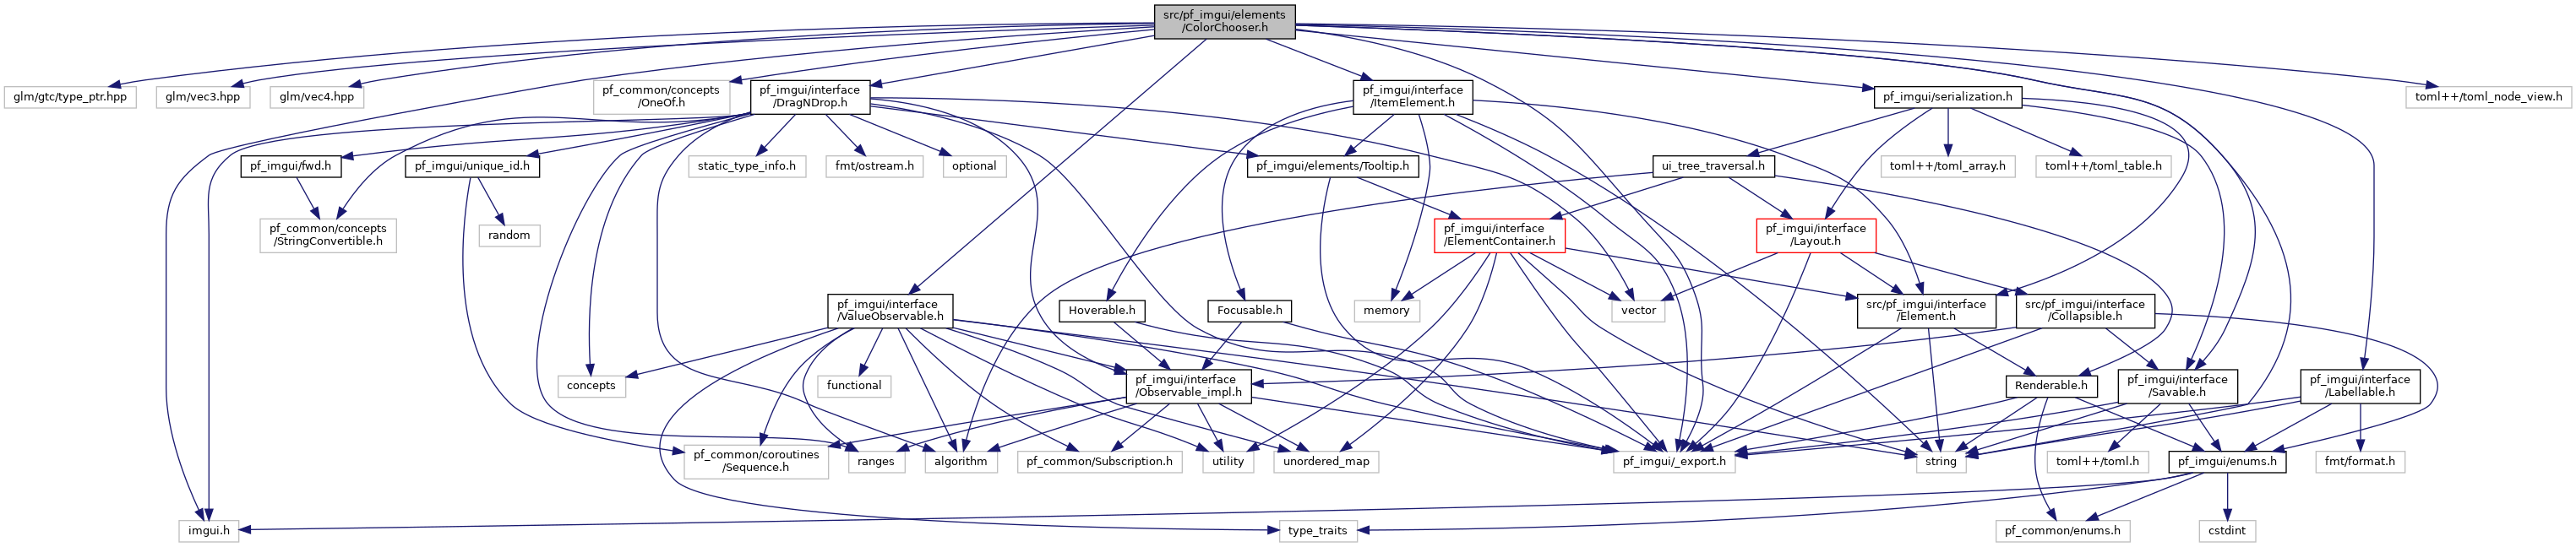 src/pf_imgui/elements
/ColorChooser.h
glm/gtc/type_ptr.hpp
glm/vec3.hpp
glm/vec4.hpp
pf_common/concepts
/OneOf.h
pf_imgui/interface
/DragNDrop.h
pf_imgui/interface
/ItemElement.h
pf_imgui/serialization.h
toml++/toml_node_view.h
pf_imgui/fwd.h
pf_imgui/unique_id.h
static_type_info.h
fmt/ostream.h
optional
pf_imgui/elements/Tooltip.h
ui_tree_traversal.h
toml++/toml_array.h
toml++/toml_table.h
pf_common/concepts
/StringConvertible.h
random
pf_imgui/interface
/ElementContainer.h
pf_imgui/interface
/Layout.h
pf_imgui/interface
/ValueObservable.h
Hoverable.h
Focusable.h
memory
vector
src/pf_imgui/interface
/Element.h
src/pf_imgui/interface
/Collapsible.h
concepts
functional
pf_imgui/interface
/Observable_impl.h
Renderable.h
pf_imgui/interface
/Savable.h
pf_imgui/interface
/Labellable.h
pf_common/coroutines
/Sequence.h
ranges
algorithm
pf_common/Subscription.h
utility
unordered_map
pf_imgui/_export.h
string
toml++/toml.h
pf_imgui/enums.h
fmt/format.h
imgui.h
type_traits
pf_common/enums.h
cstdint